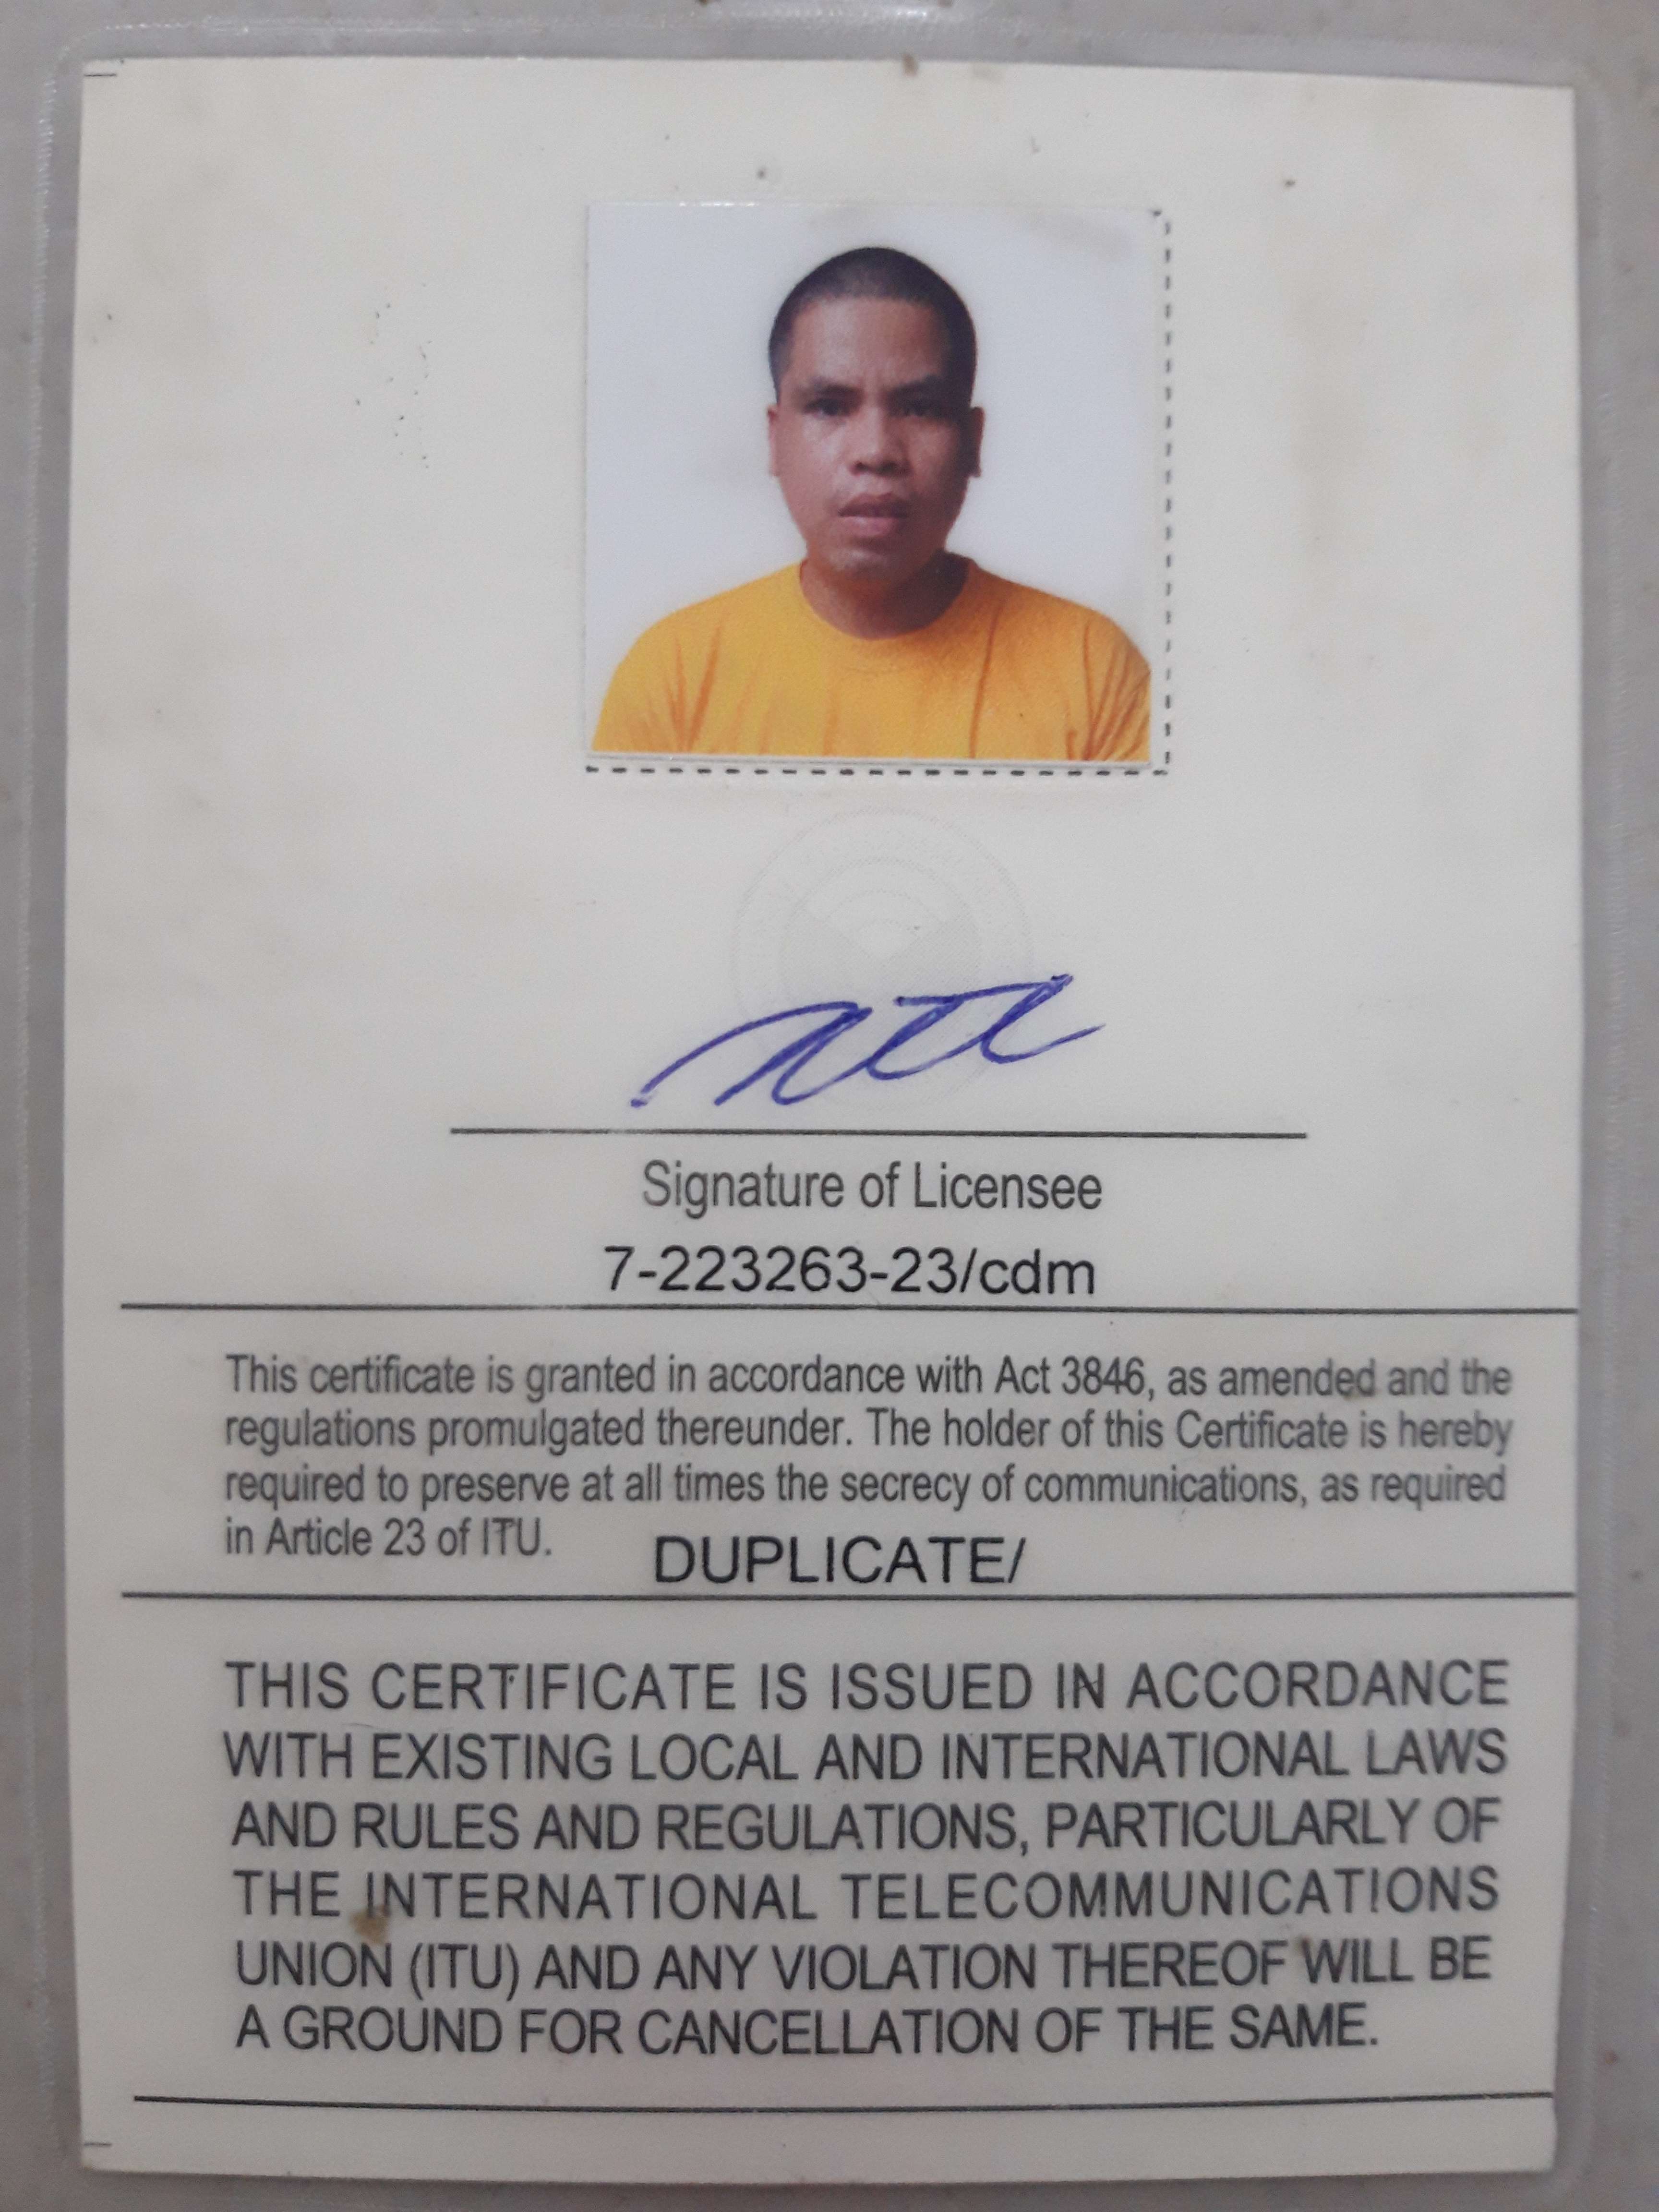 Signature of Licensee
7-223263-23/cdm
This certificate is granted in accordance with Act 3846, as amended and the
regulations promulgated thereunder. The holder of this Certificate is hereby
required to preserve at all times the secrecy of communications, as required
in Article 23 of ITU.
DUPLICATE/
THIS CERTIFICATE IS ISSUED IN ACCORDANCE
WITH EXISTING LOCAL AND INTERNATIONAL LAWS
AND RULES AND REGULATIONS, PARTICULARLY OF
THE INTERNATIONAL TELECOMMUNICATIONS
UNION (ITU) AND ANY VIOLATION THEREOF WILL BE
A GROUND FOR CANCELLATION OF THE SAME.